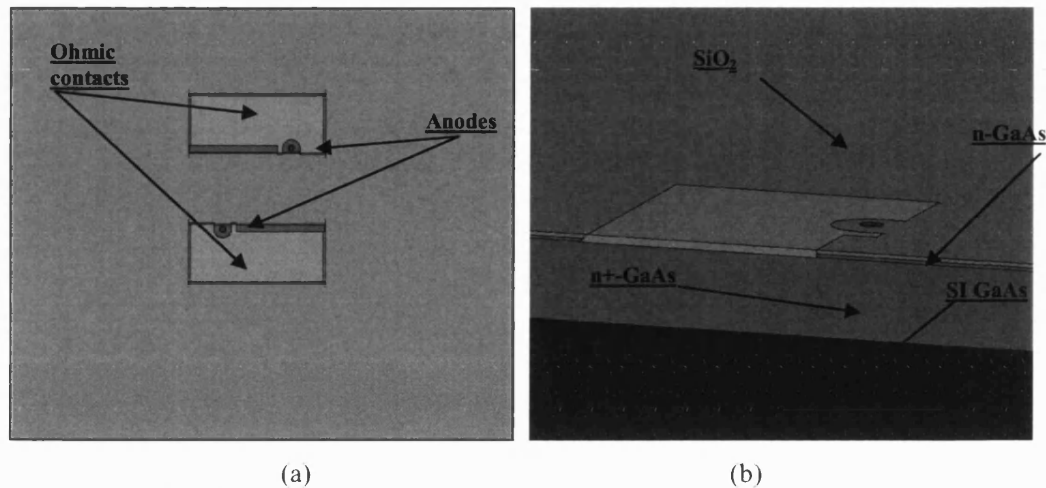 Ohmic
contacts
Anodes
SiO₂
n-GaAs
n+-GaAs
SI GaAs
(a)
(b)